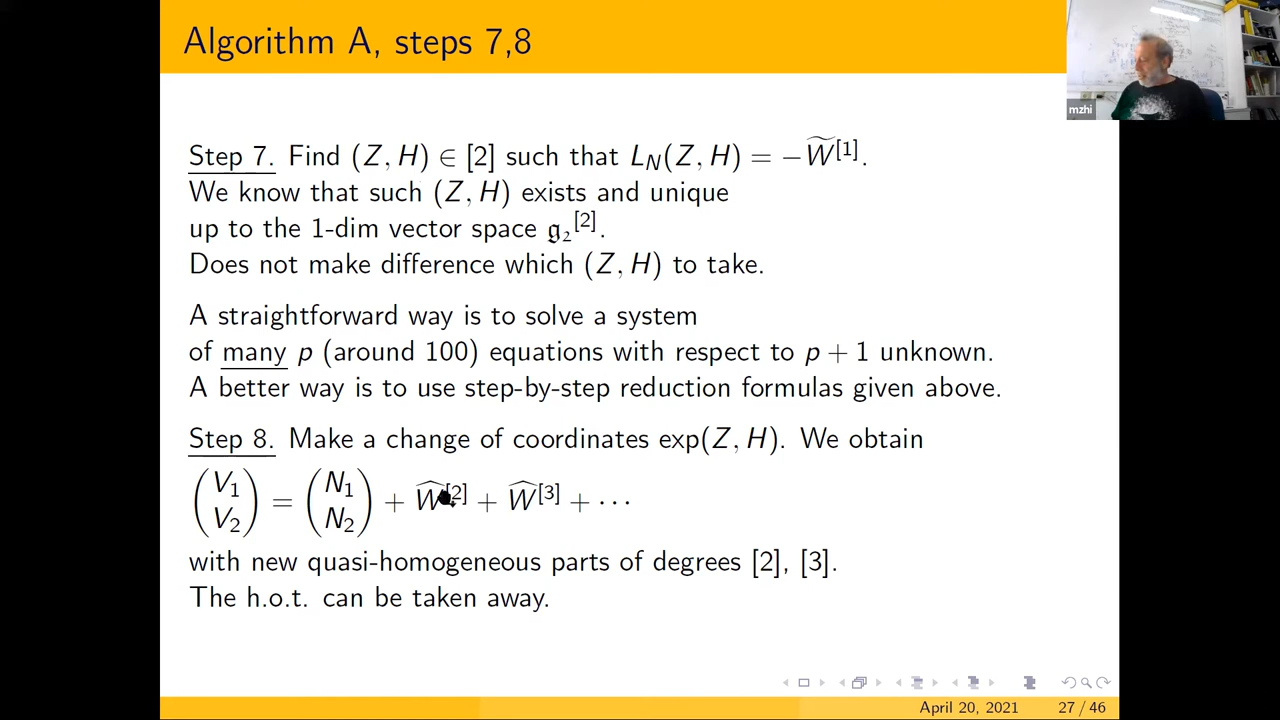 Algorithm A, steps 7,8
mzhi
Step 7. Find (Z, H) ∈ [2] such that L_N(Z, H) = −W̃^[1].
We know that such (Z, H) exists and unique
up to the 1-dim vector space 𝔤₂^[2].
Does not make difference which (Z, H) to take.
A straightforward way is to solve a system
of many p (around 100) equations with respect to p + 1 unknown.
A better way is to use step-by-step reduction formulas given above.
Step 8. Make a change of coordinates exp(Z, H). We obtain
(V₁ V₂) = (N₁ N₂) + Ŵ^[2] + Ŵ^[3] + ⋯
with new quasi-homogeneous parts of degrees [2], [3].
The h.o.t. can be taken away.
April 20, 2021 27 / 46